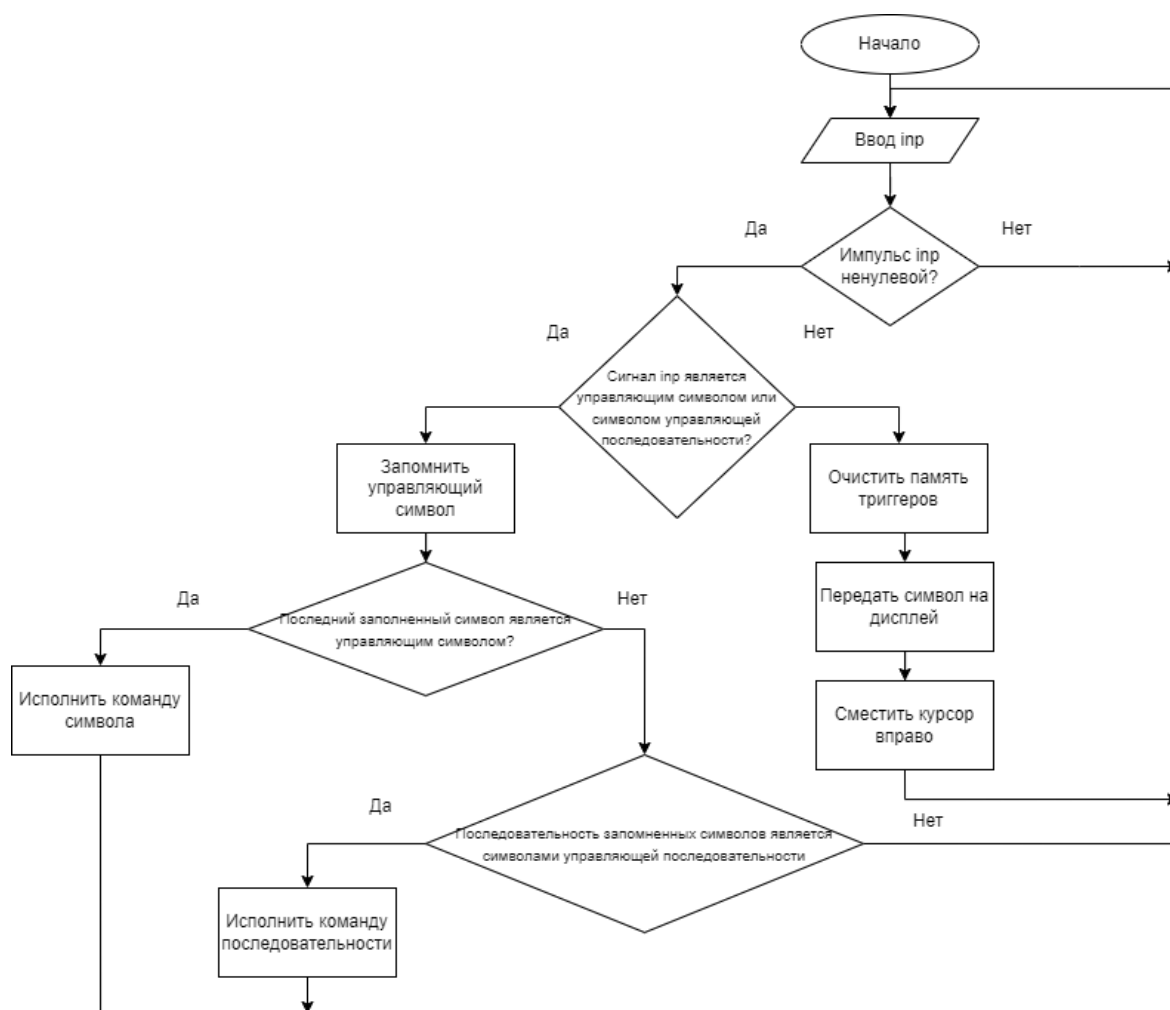 Начало
Ввод inp
Да
Нет
Импульс inp
ненулевой?
Да
Нет
Сигнал inp является
управляющим символом или
символом управляющей
последовательности?
Запомнить
управляющий
символ
Очистить память
триггеров
Да
Нет
Последний заполненный символ является
управляющим символом?
Передать символ на
дисплей
Исполнить команду
символа
Сместить курсор
вправо
Да
Нет
Последовательность запомненных символов является
символами управляющей последовательности
Исполнить команду
последовательности